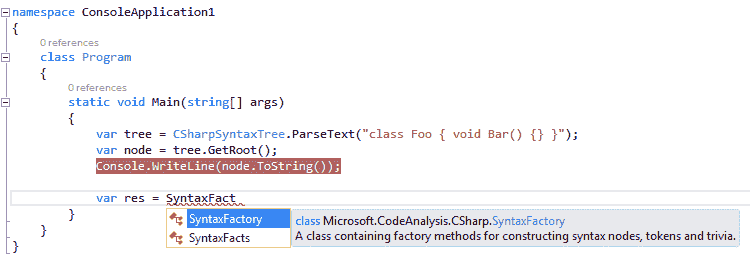 namespace ConsoleApplication1
{
0 references
class Program
{
0 references
static void Main(string[] args)
{
var tree = CSharpSyntaxTree.ParseText("class Foo { void Bar() {} }");
var node = tree.GetRoot();
Console.WriteLine(node.ToString());
var res = SyntaxFact
}
SyntaxFactory
class Microsoft.CodeAnalysis.CSharp.SyntaxFactory
}
SyntaxFacts
A class containing factory methods for constructing syntax nodes, tokens and trivia.
}